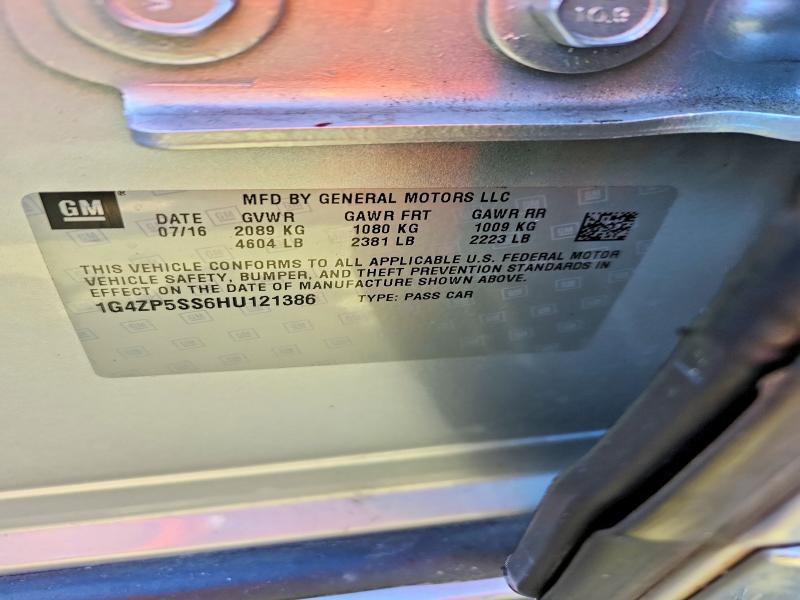 10.9
GM
MFD BY GENERAL MOTORS LLC
DATE GVWR GAWR FRT GAWR RR
07/16 2089 KG 1080 KG 1009 KG
4604 LB 2381 LB 2223 LB
THIS VEHICLE CONFORMS TO ALL APPLICABLE U.S. FEDERAL MOTOR
VEHICLE SAFETY, BUMPER, AND THEFT PREVENTION STANDARDS IN
EFFECT ON THE DATE OF MANUFACTURE SHOWN ABOVE.
1G4ZP5SS6HU121386 TYPE: PASS CAR